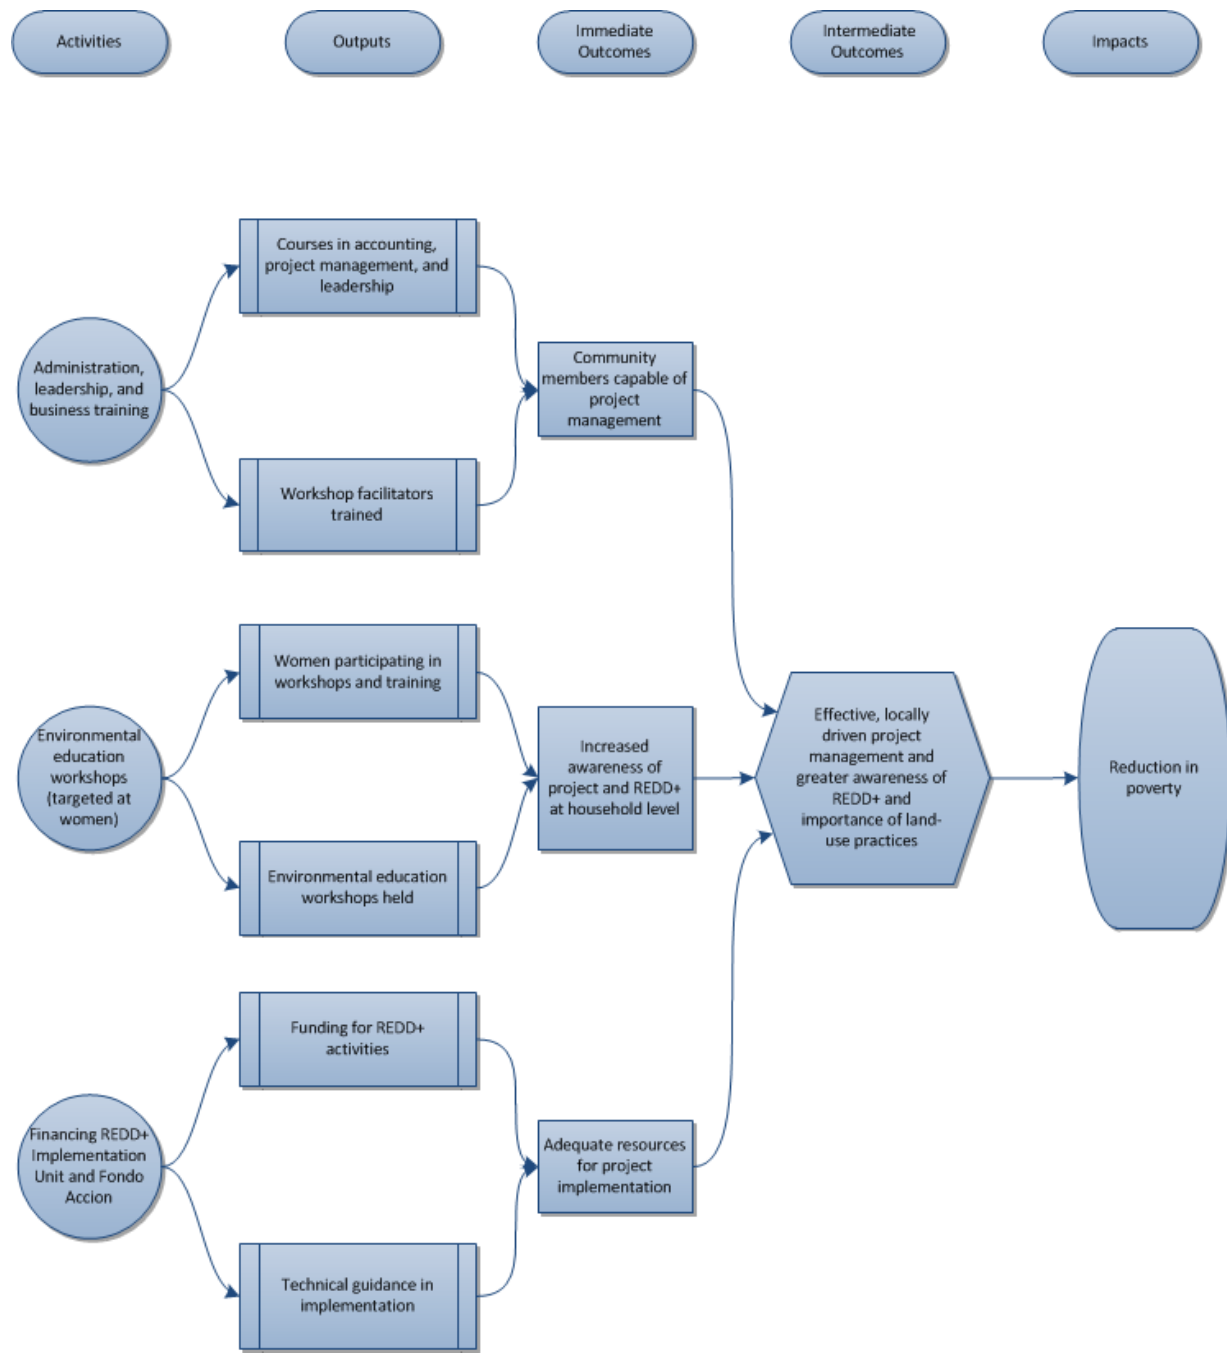 Activities
Outputs
Immediate
Outcomes
Intermediate
Outcomes
Impacts
Administration,
leadership, and
business training
Courses in accounting,
project management, and
leadership
Workshop facilitators
trained
Community
members capable of
project
management
Environmental
education
workshops
(targeted at
women)
Women participating in
workshops and training
Environmental education
workshops held
Increased
awareness of
project and REDD+
at household level
Effective, locally
driven project
management and
greater awareness of
REDD+ and
importance of land-
use practices
Reduction in
poverty
Financing REDD+
Implementation
Unit and Fondo
Accion
Funding for REDD+
activities
Technical guidance in
implementation
Adequate resources
for project
implementation